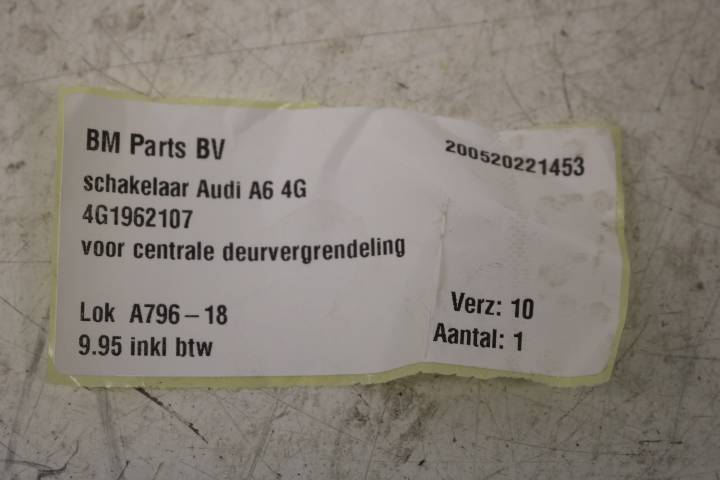 BM Parts BV
200520221453
schakelaar Audi A6 4G
4G1962107
voor centrale deurvergrendeling
Lok A796-18
Verz: 10
9.95 inkl btw
Aantal: 1